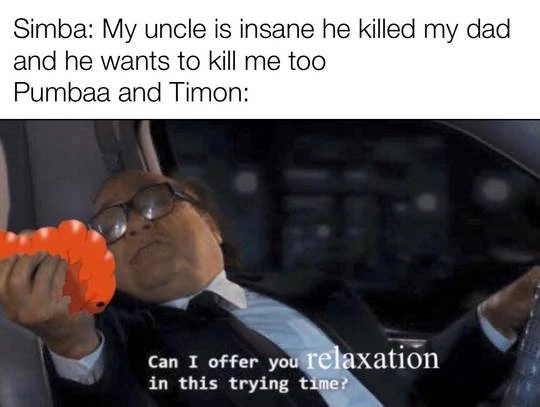 Simba: My uncle is insane he killed my dad
and he wants to kill me too
Pumbaa and Timon:
Can I offer you relaxation
in this trying time?